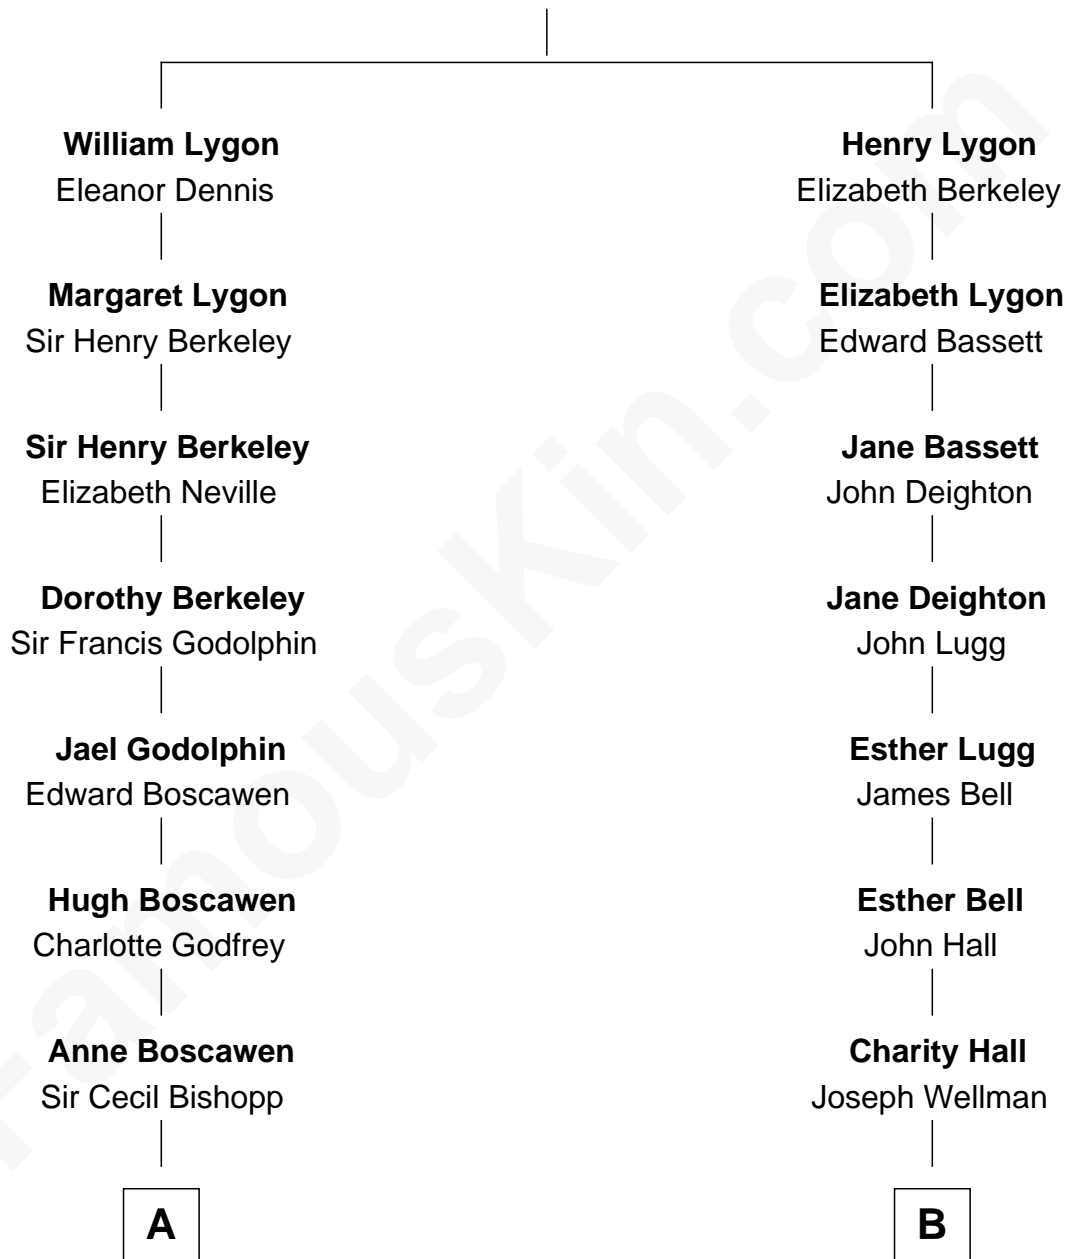 William Lygon
Eleanor Dennis
Henry Lygon
Elizabeth Berkeley
Margaret Lygon
Sir Henry Berkeley
Elizabeth Lygon
Edward Bassett
Sir Henry Berkeley
Elizabeth Neville
Jane Bassett
John Deighton
Dorothy Berkeley
Sir Francis Godolphin
Jane Deighton
John Lugg
Jael Godolphin
Edward Boscawen
Esther Lugg
James Bell
Hugh Boscawen
Charlotte Godfrey
Esther Bell
John Hall
Anne Boscawen
Sir Cecil Bishopp
Charity Hall
Joseph Wellman
A
B
FamousKin.com